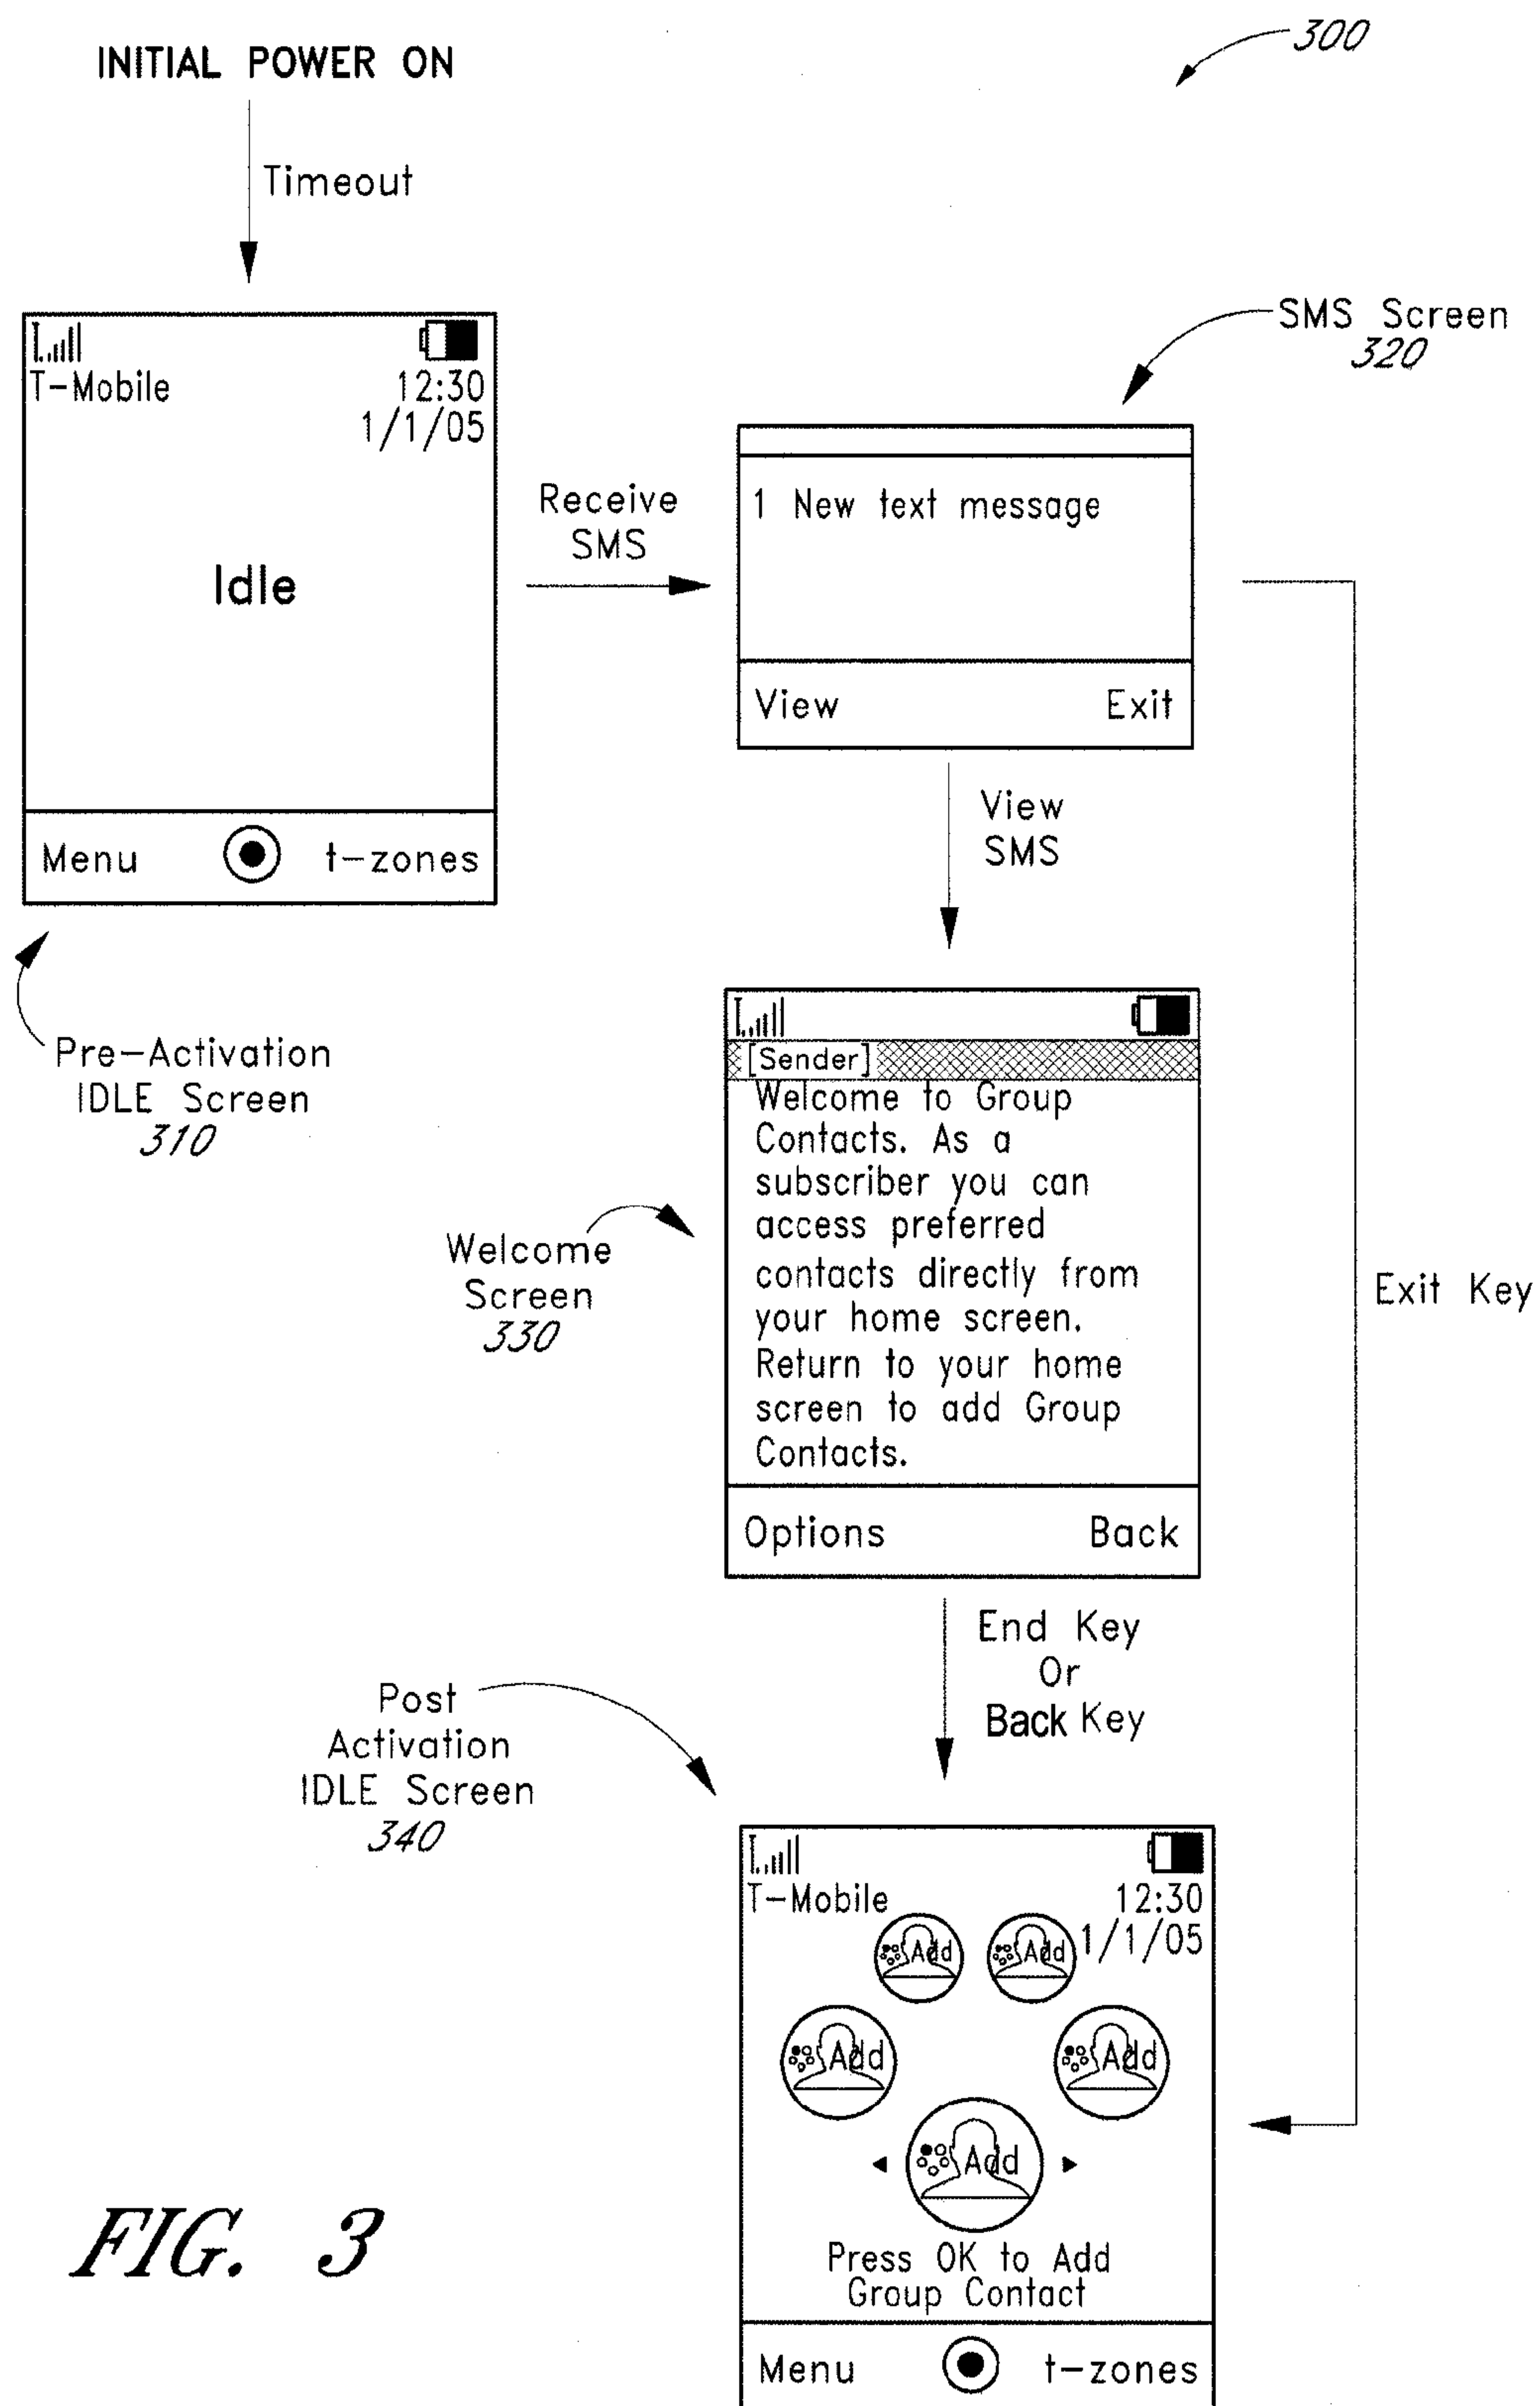 300
INITIAL POWER ON
Timeout
T-Mobile
12:30
1/1/05
Idle
Menu
t-zones
Pre-Activation
IDLE Screen
310
Receive
SMS
SMS Screen
320
1 New text message
View
Exit
View
SMS
Exit Key
Welcome
Screen
330
[Sender]
Welcome to Group
Contacts. As a
subscriber you can
access preferred
contacts directly from
your home screen.
Return to your home
screen to add Group
Contacts.
Options
Back
End Key
Or
Back Key
Post
Activation
IDLE Screen
340
T-Mobile
12:30
1/1/05
Add
Add
Add
Add
Add
Press OK to Add
Group Contact
Menu
t-zones
FIG. 3